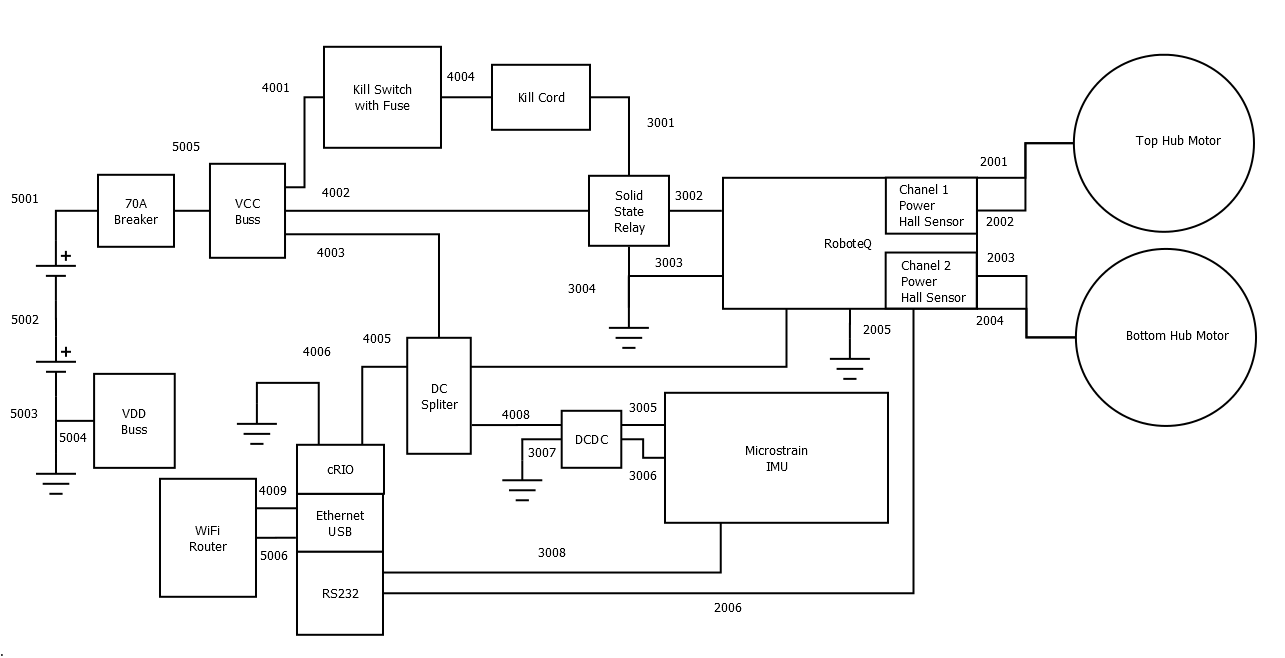 4001
Kill Switch
with Fuse
4004
Kill Cord
3001
5005
5001
70A
Breaker
VCC
Buss
4002
4003
Solid
State
Relay
3002
3003
3004
RoboteQ
Chanel 1
Power
Hall Sensor
Chanel 2
Power
Hall Sensor
2001
2002
2003
2004
2005
Top Hub Motor
Bottom Hub Motor
+
5002
+
5003
5004
VDD
Buss
4006
4005
DC
Spliter
4008
3007
DCDC
3005
3006
Microstrain
IMU
cRIO
Ethernet
USB
RS232
4009
5006
WiFi
Router
3008
2006